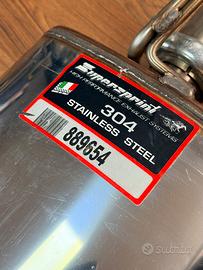 Supersprint
HIGH PERFORMANCE EXHAUST SYSTEMS
304
STAINLESS STEEL
889654
subito